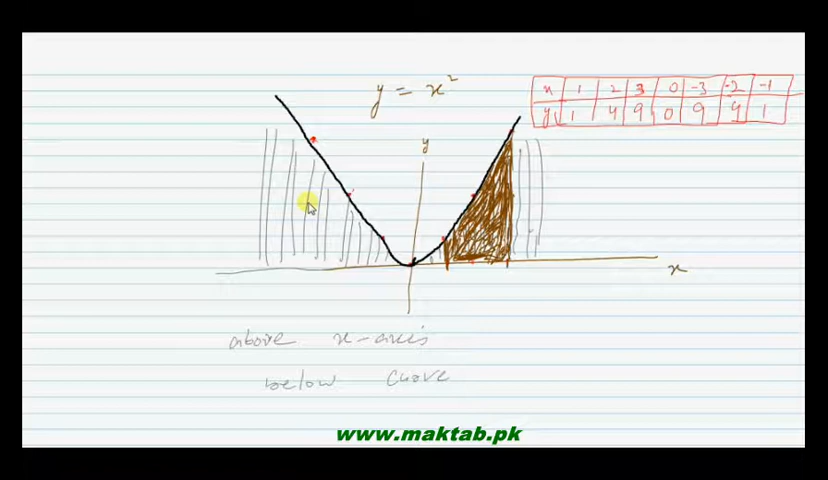 y = x²
x 1 2 3 0 -3 -2 -1
y 1 4 9 0 9 4 1
y
x
above x-axis
below curve
www.maktab.pk